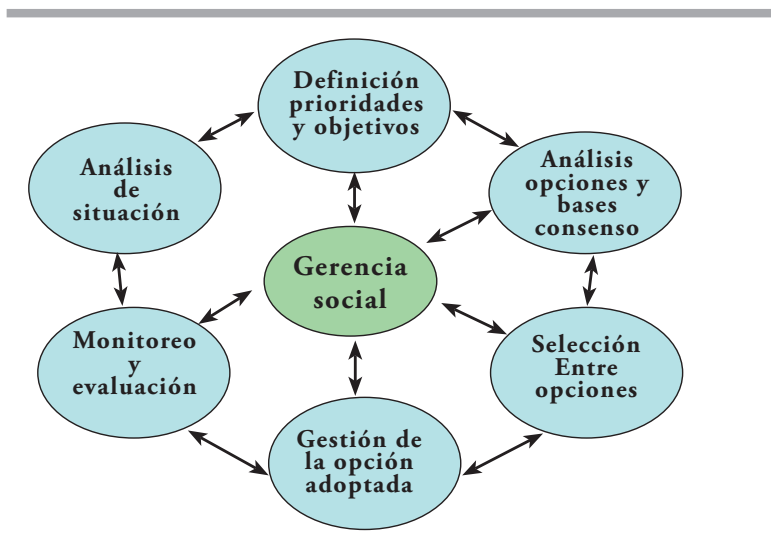 Definición
prioridades
y objetivos
Análisis
de
situación
Análisis
opciones y
bases
consenso
Gerencia
social
Monitoreo
y
evaluación
Selección
Entre
opciones
Gestión de
la opción
adoptada